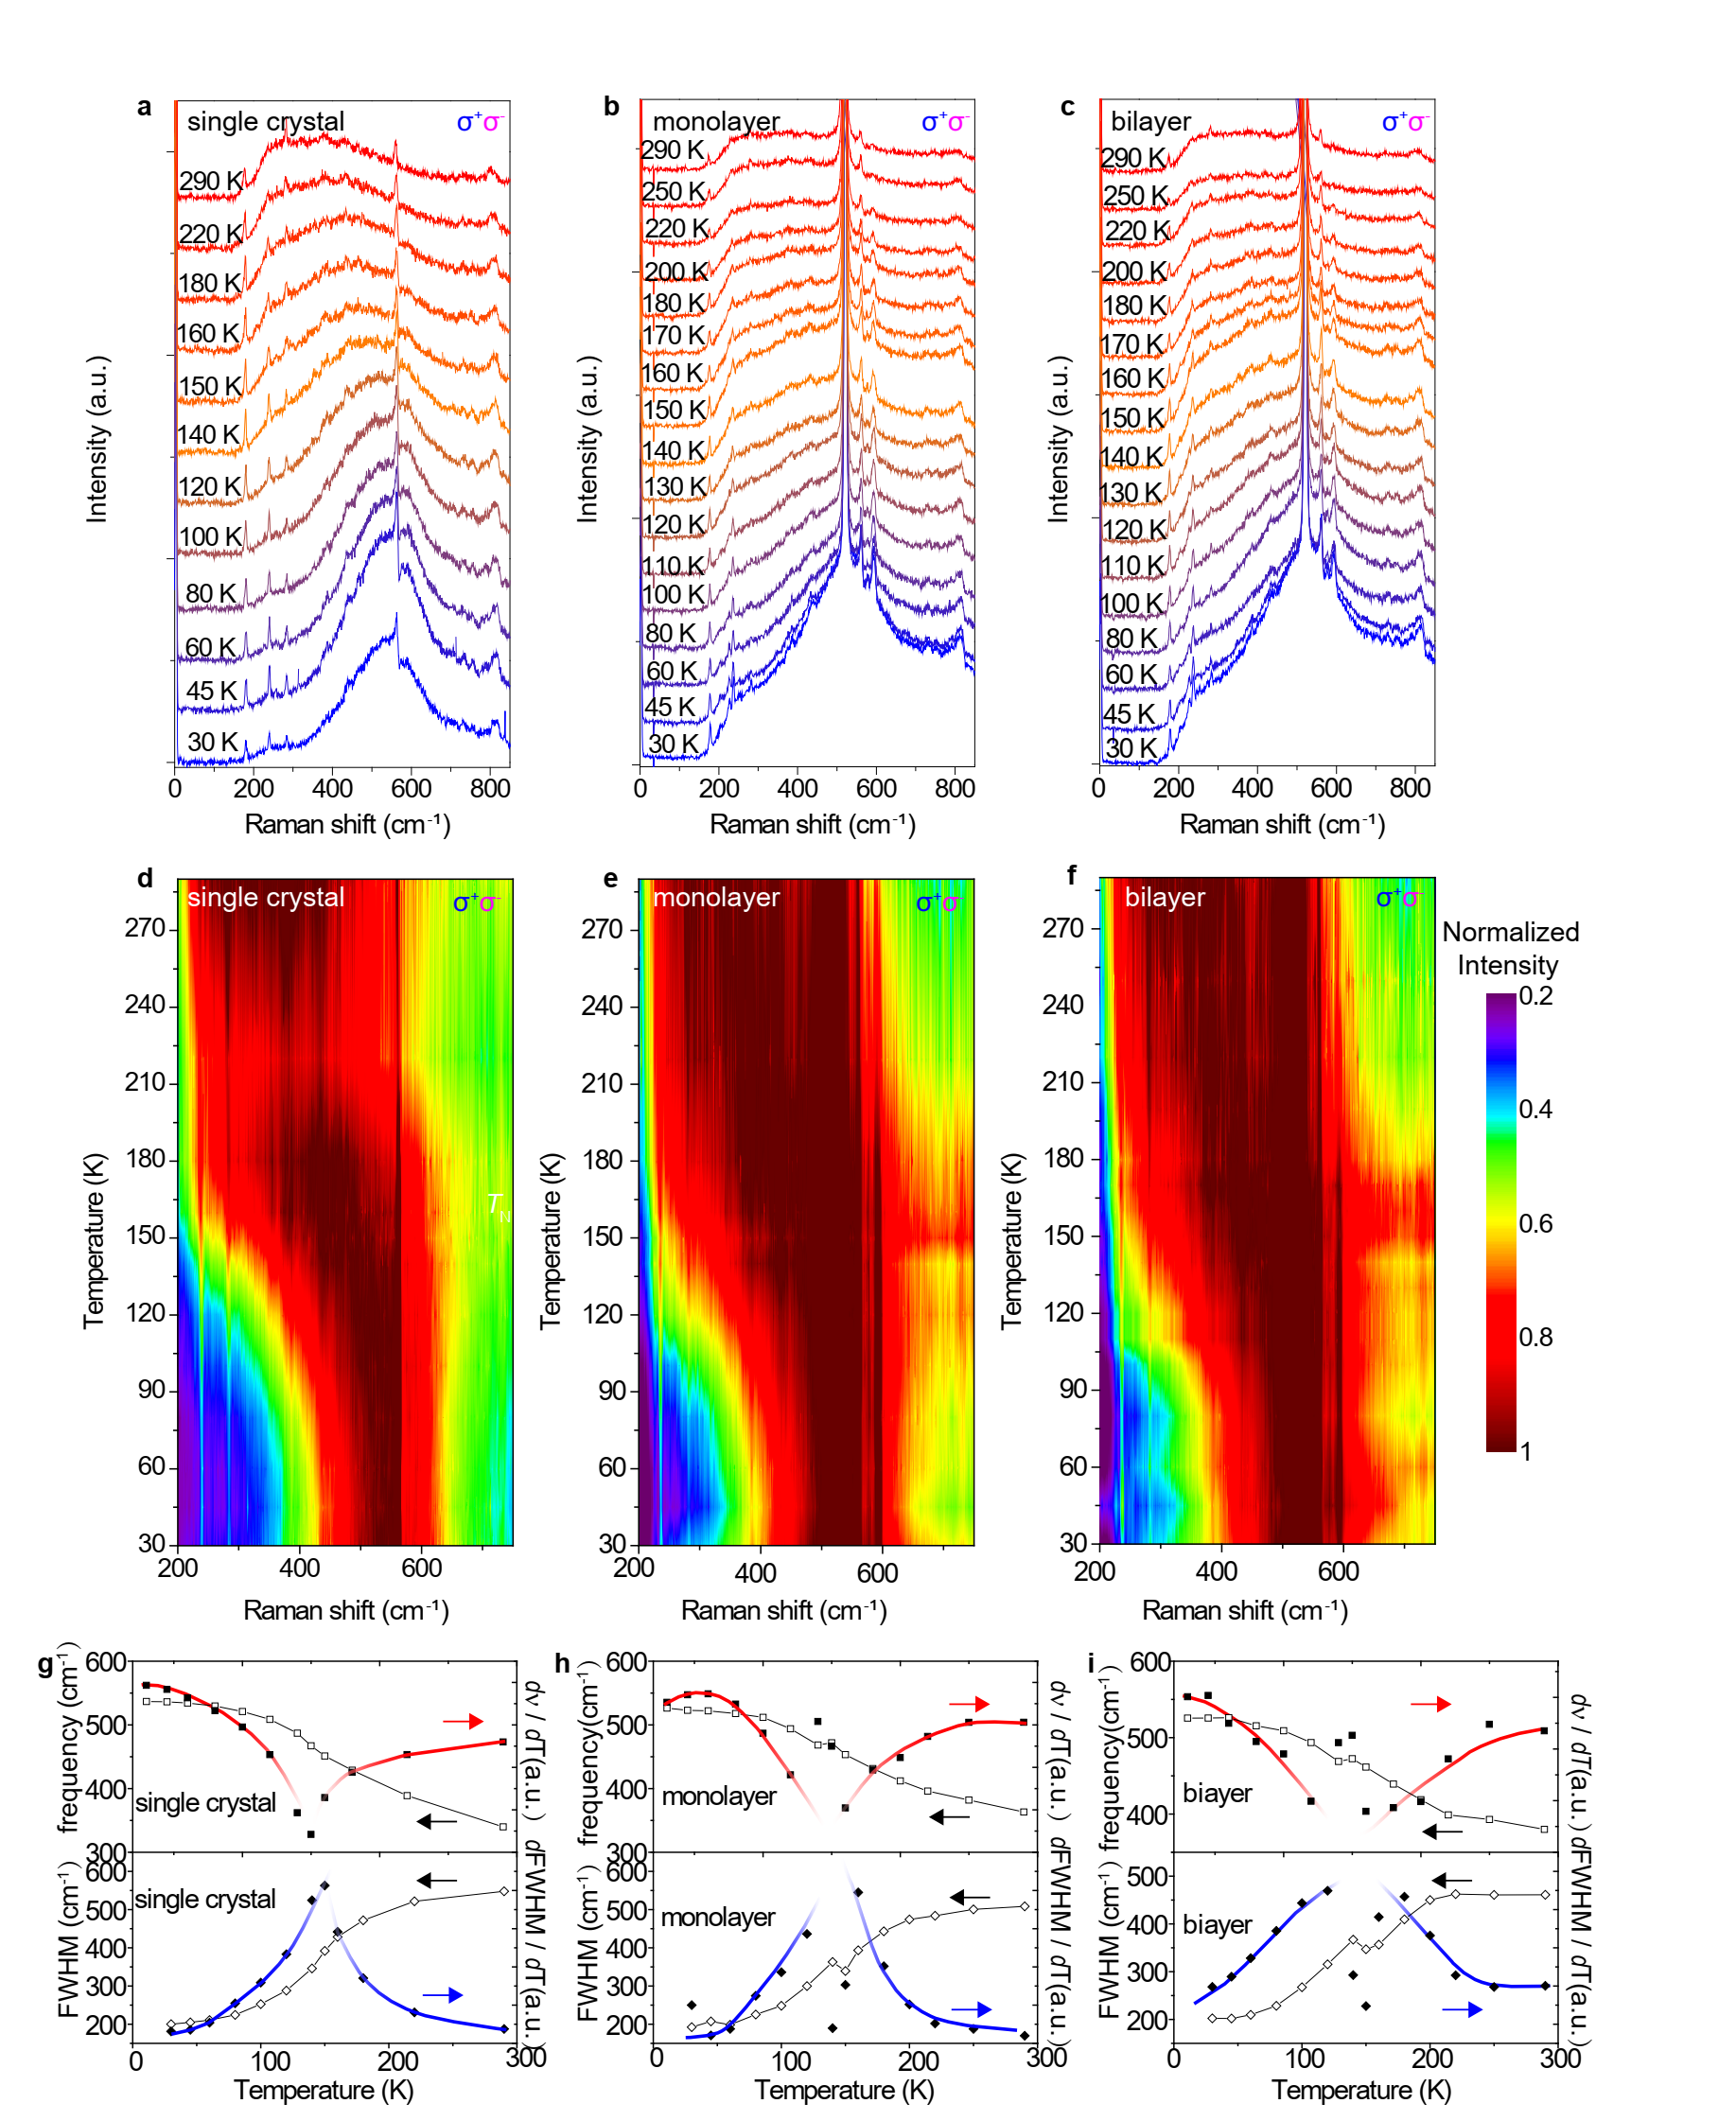 a
single crystal
σ⁺σ⁻
290 K
220 K
180 K
160 K
150 K
140 K
120 K
100 K
80 K
60 K
45 K
30 K
Intensity (a.u.)
0 200 400 600 800
Raman shift (cm⁻¹)
b
monolayer
σ⁺σ⁻
290 K
250 K
220 K
200 K
180 K
170 K
160 K
150 K
140 K
130 K
120 K
110 K
100 K
80 K
60 K
45 K
30 K
Intensity (a.u.)
0 200 400 600 800
Raman shift (cm⁻¹)
c
bilayer
σ⁺σ⁻
290 K
250 K
220 K
200 K
180 K
170 K
160 K
150 K
140 K
130 K
120 K
110 K
100 K
80 K
60 K
45 K
30 K
Intensity (a.u.)
0 200 400 600 800
Raman shift (cm⁻¹)
d
single crystal
σ⁺σ⁻
270
240
210
180
150
120
90
60
30
Temperature (K)
T_N
200 400 600
Raman shift (cm⁻¹)
e
monolayer
σ⁺σ⁻
270
240
210
180
150
120
90
60
30
Temperature (K)
200 400 600
Raman shift (cm⁻¹)
f
bilayer
σ⁺σ⁻
270
240
210
180
150
120
90
60
30
Temperature (K)
200 400 600
Raman shift (cm⁻¹)
Normalized
Intensity
0.2
0.4
0.6
0.8
1
g
600
500
400
300
frequency (cm⁻¹)
single crystal
dν / dT(a.u.)
600
500
400
300
200
FWHM (cm⁻¹)
single crystal
dFWHM / dT(a.u.)
0 100 200 300
Temperature (K)
h
600
500
400
300
frequency(cm⁻¹)
monolayer
dν / dT(a.u.)
600
500
400
300
200
FWHM (cm⁻¹)
monolayer
dFWHM / dT(a.u.)
0 100 200 300
Temperature (K)
i
600
500
400
frequency(cm⁻¹)
biayer
dν / dT(a.u.)
500
400
300
200
FWHM (cm⁻¹)
biayer
dFWHM / dT(a.u.)
0 100 200 300
Temperature (K)